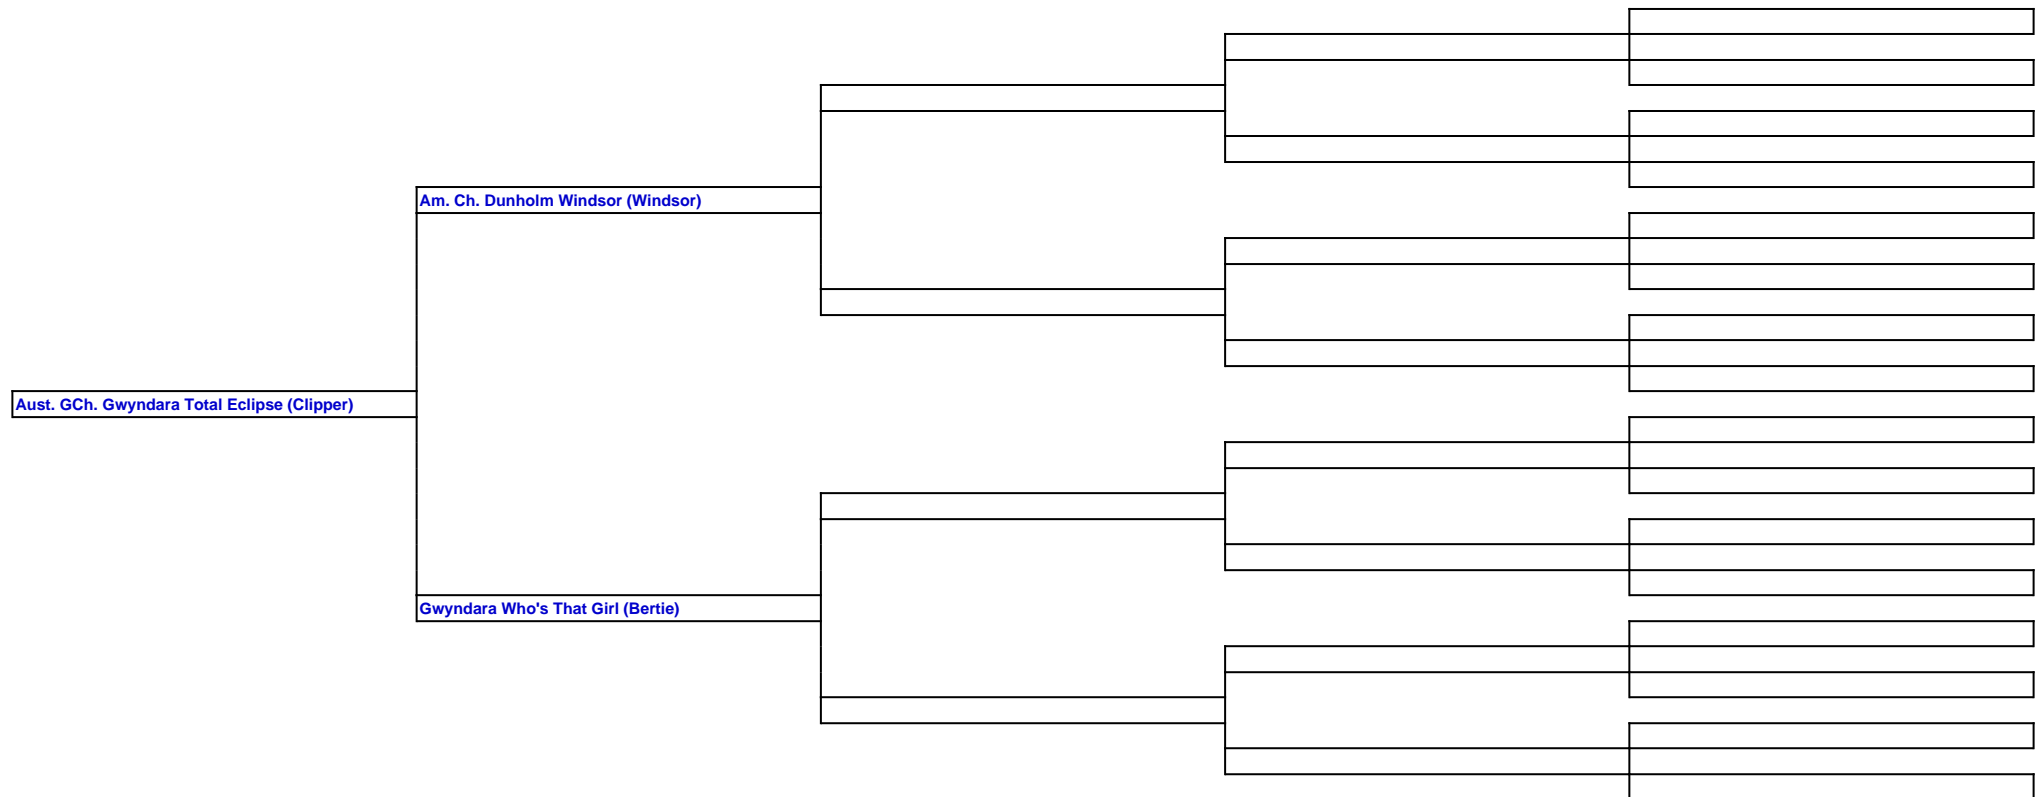 Am. Ch. Dunholm Windsor (Windsor)
Aust. GCh. Gwyndara Total Eclipse (Clipper)
Gwyndara Who's That Girl (Bertie)